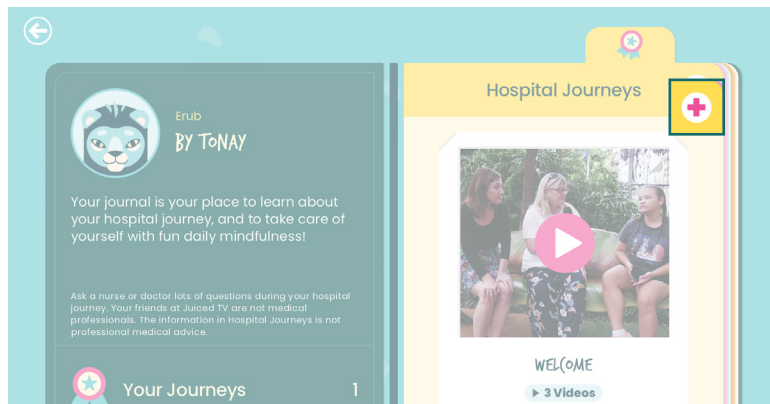 Erub
BY TONAY
Your journal is your place to learn about
your hospital journey, and to take care of
yourself with fun daily mindfulness!
Ask a nurse or doctor lots of questions during your hospital
journey. Your friends at Juiced TV are not medical
professionals. The information in Hospital Journeys is not
professional medical advice.
Your Journeys 1
Hospital Journeys
WELCOME
3 Videos